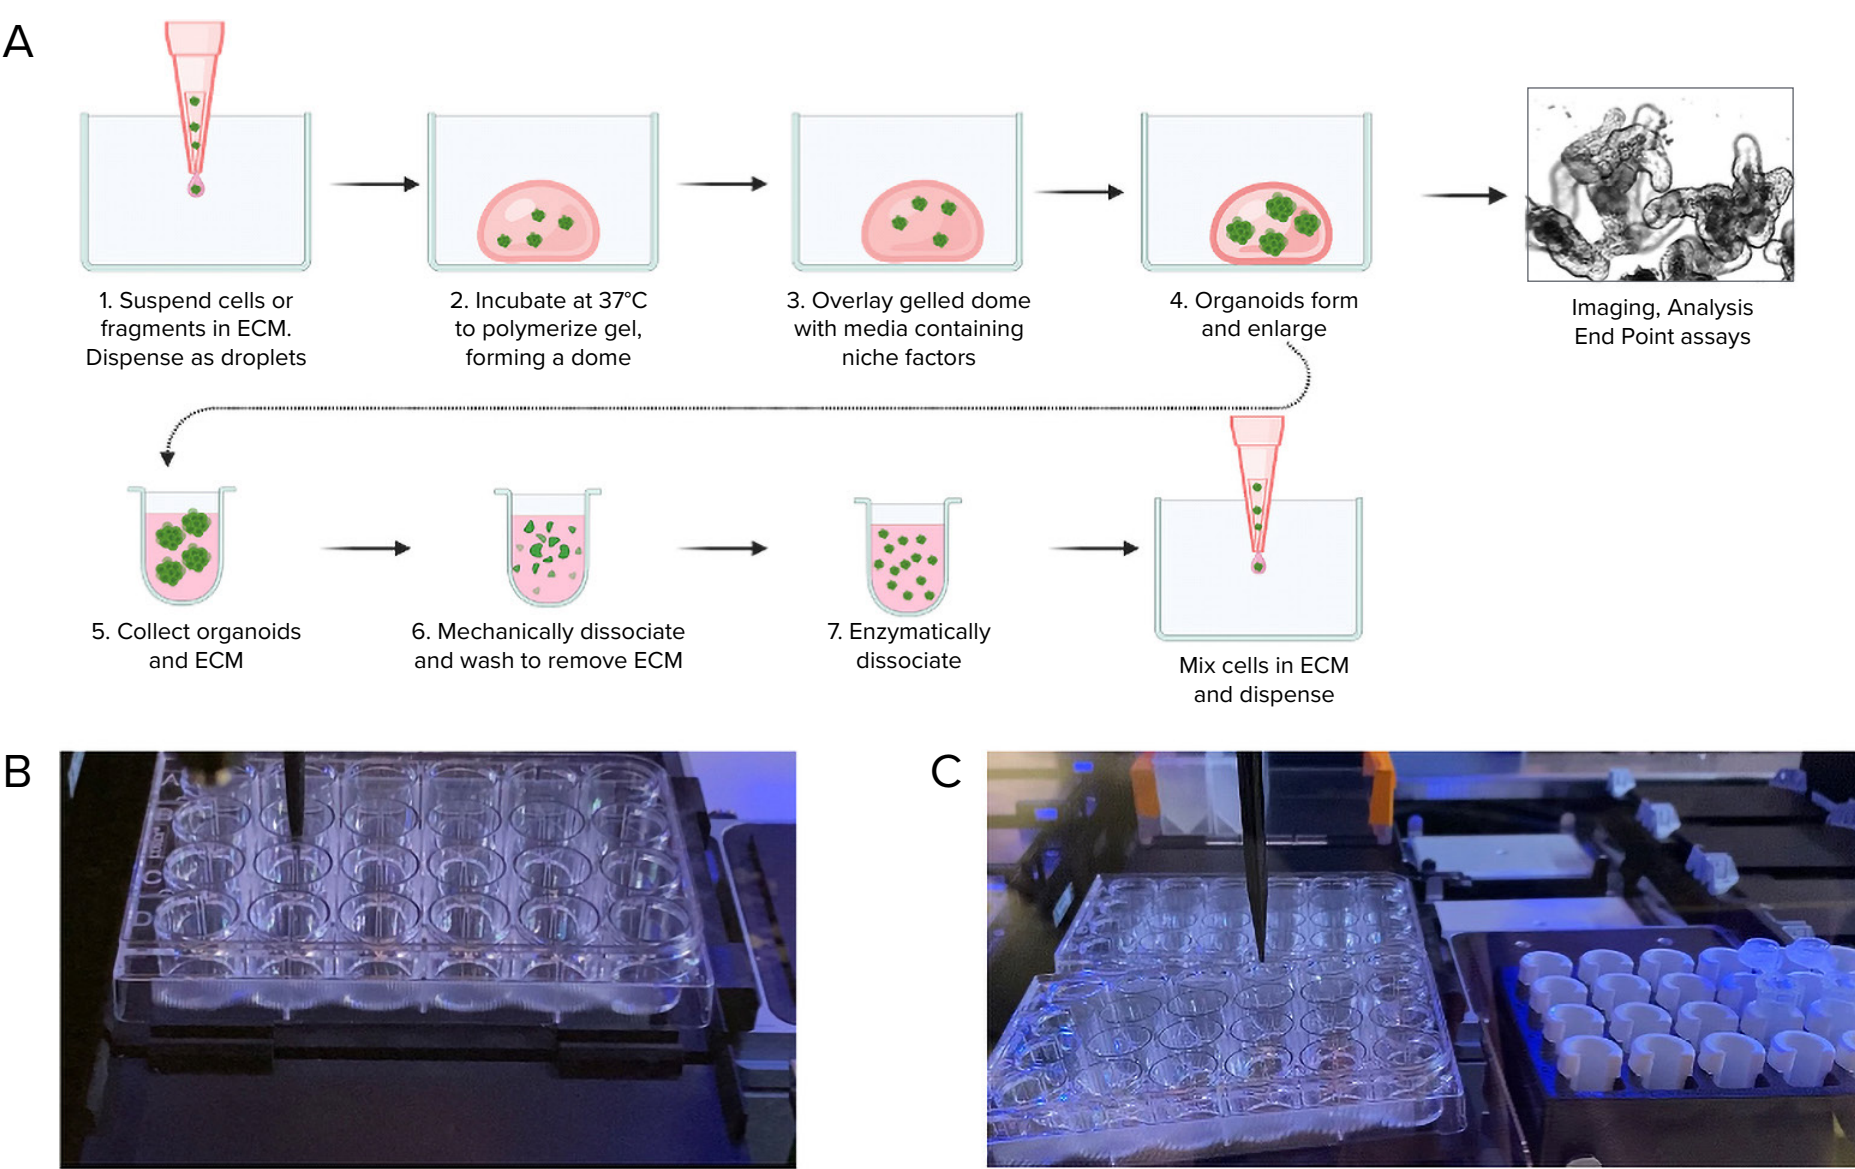 A
1. Suspend cells or
fragments in ECM.
Dispense as droplets
2. Incubate at 37°C
to polymerize gel,
forming a dome
3. Overlay gelled dome
with media containing
niche factors
4. Organoids form
and enlarge
Imaging, Analysis
End Point assays
5. Collect organoids
and ECM
6. Mechanically dissociate
and wash to remove ECM
7. Enzymatically
dissociate
Mix cells in ECM
and dispense
B
A
B
C
D
C